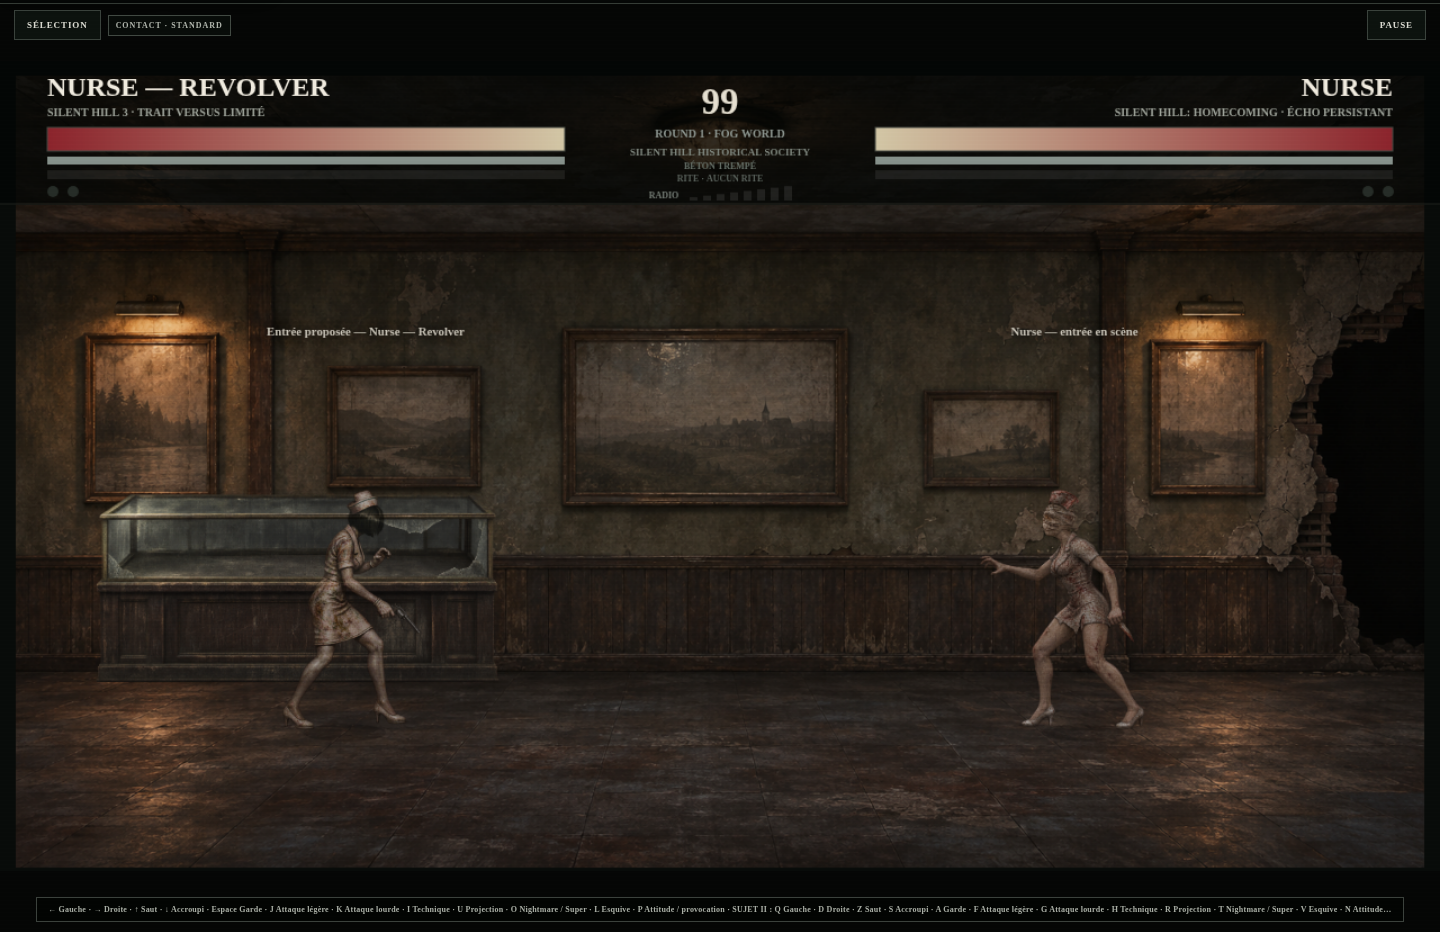 SÉLECTION
CONTACT · STANDARD
PAUSE
NURSE — REVOLVER
SILENT HILL 3 · TRAIT VERSUS LIMITÉ
99
ROUND 1 · FOG WORLD
SILENT HILL HISTORICAL SOCIETY
BÉTON TREMPÉ
RITE · AUCUN RITE
RADIO
NURSE
SILENT HILL: HOMECOMING · ÉCHO PERSISTANT
Entrée proposée — Nurse — Revolver
Nurse — entrée en scène
← Gauche · → Droite · ↑ Saut · ↓ Accroupi · Espace Garde · J Attaque légère · K Attaque lourde · I Technique · U Projection · O Nightmare / Super · L Esquive · P Attitude / provocation · SUJET II : Q Gauche · D Droite · Z Saut · S Accroupi · A Garde · F Attaque légère · G Attaque lourde · H Technique · R Projection · T Nightmare / Super · V Esquive · N Attitude…